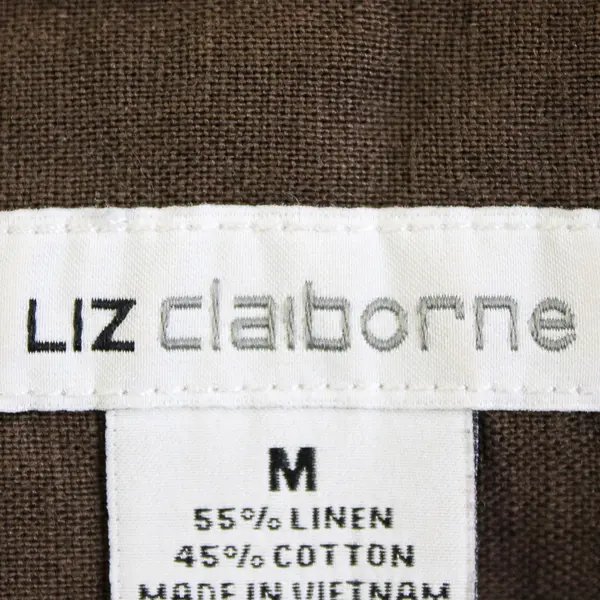 LIZ claiborne
M
55% LINEN
45% COTTON
MADE IN VIETNAM